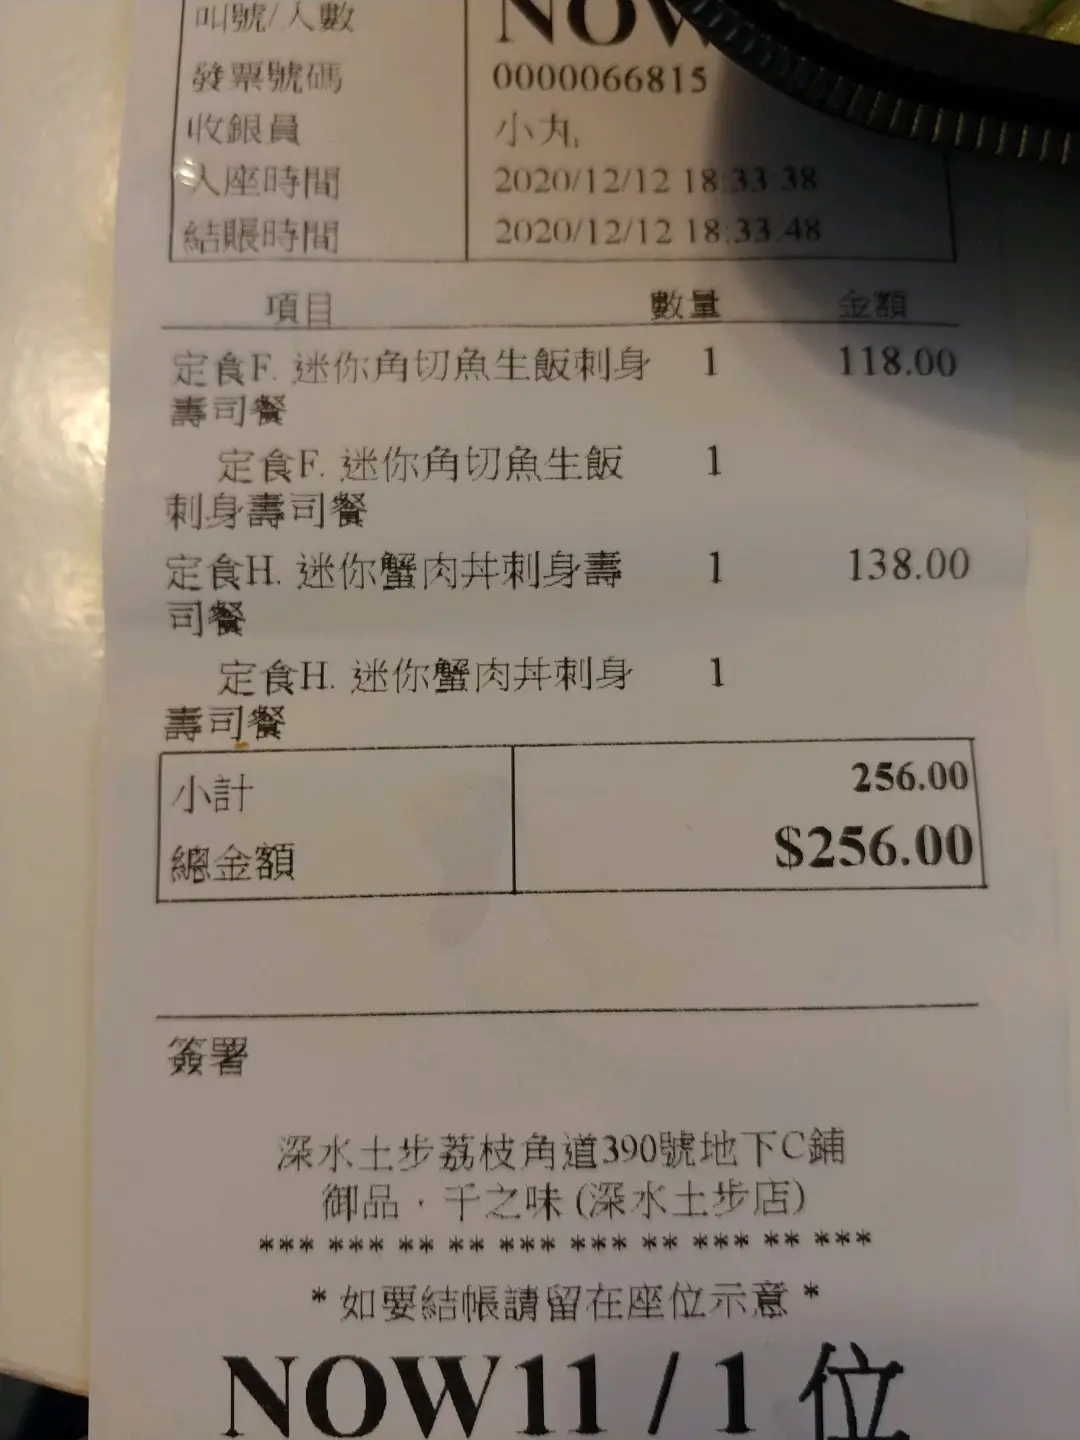 叫號/人數 NOW
發票號碼 0000066815
收銀員 小丸
入座時間 2020/12/12 18:33:38
結賬時間 2020/12/12 18:33:48
項目 數量 金額
定食F. 迷你角切魚生飯刺身 1 118.00
壽司餐
定食F. 迷你角切魚生飯 1
刺身壽司餐
定食H. 迷你蟹肉丼刺身壽 1 138.00
司餐
定食H. 迷你蟹肉丼刺身 1
壽司餐
小計 256.00
總金額 $256.00
簽署
深水土步荔枝角道390號地下C鋪
御品．千之味 (深水土步店)
*** *** ** ** *** *** ** *** ** ***
* 如要結帳請留在座位示意 *
NOW11 / 1 位